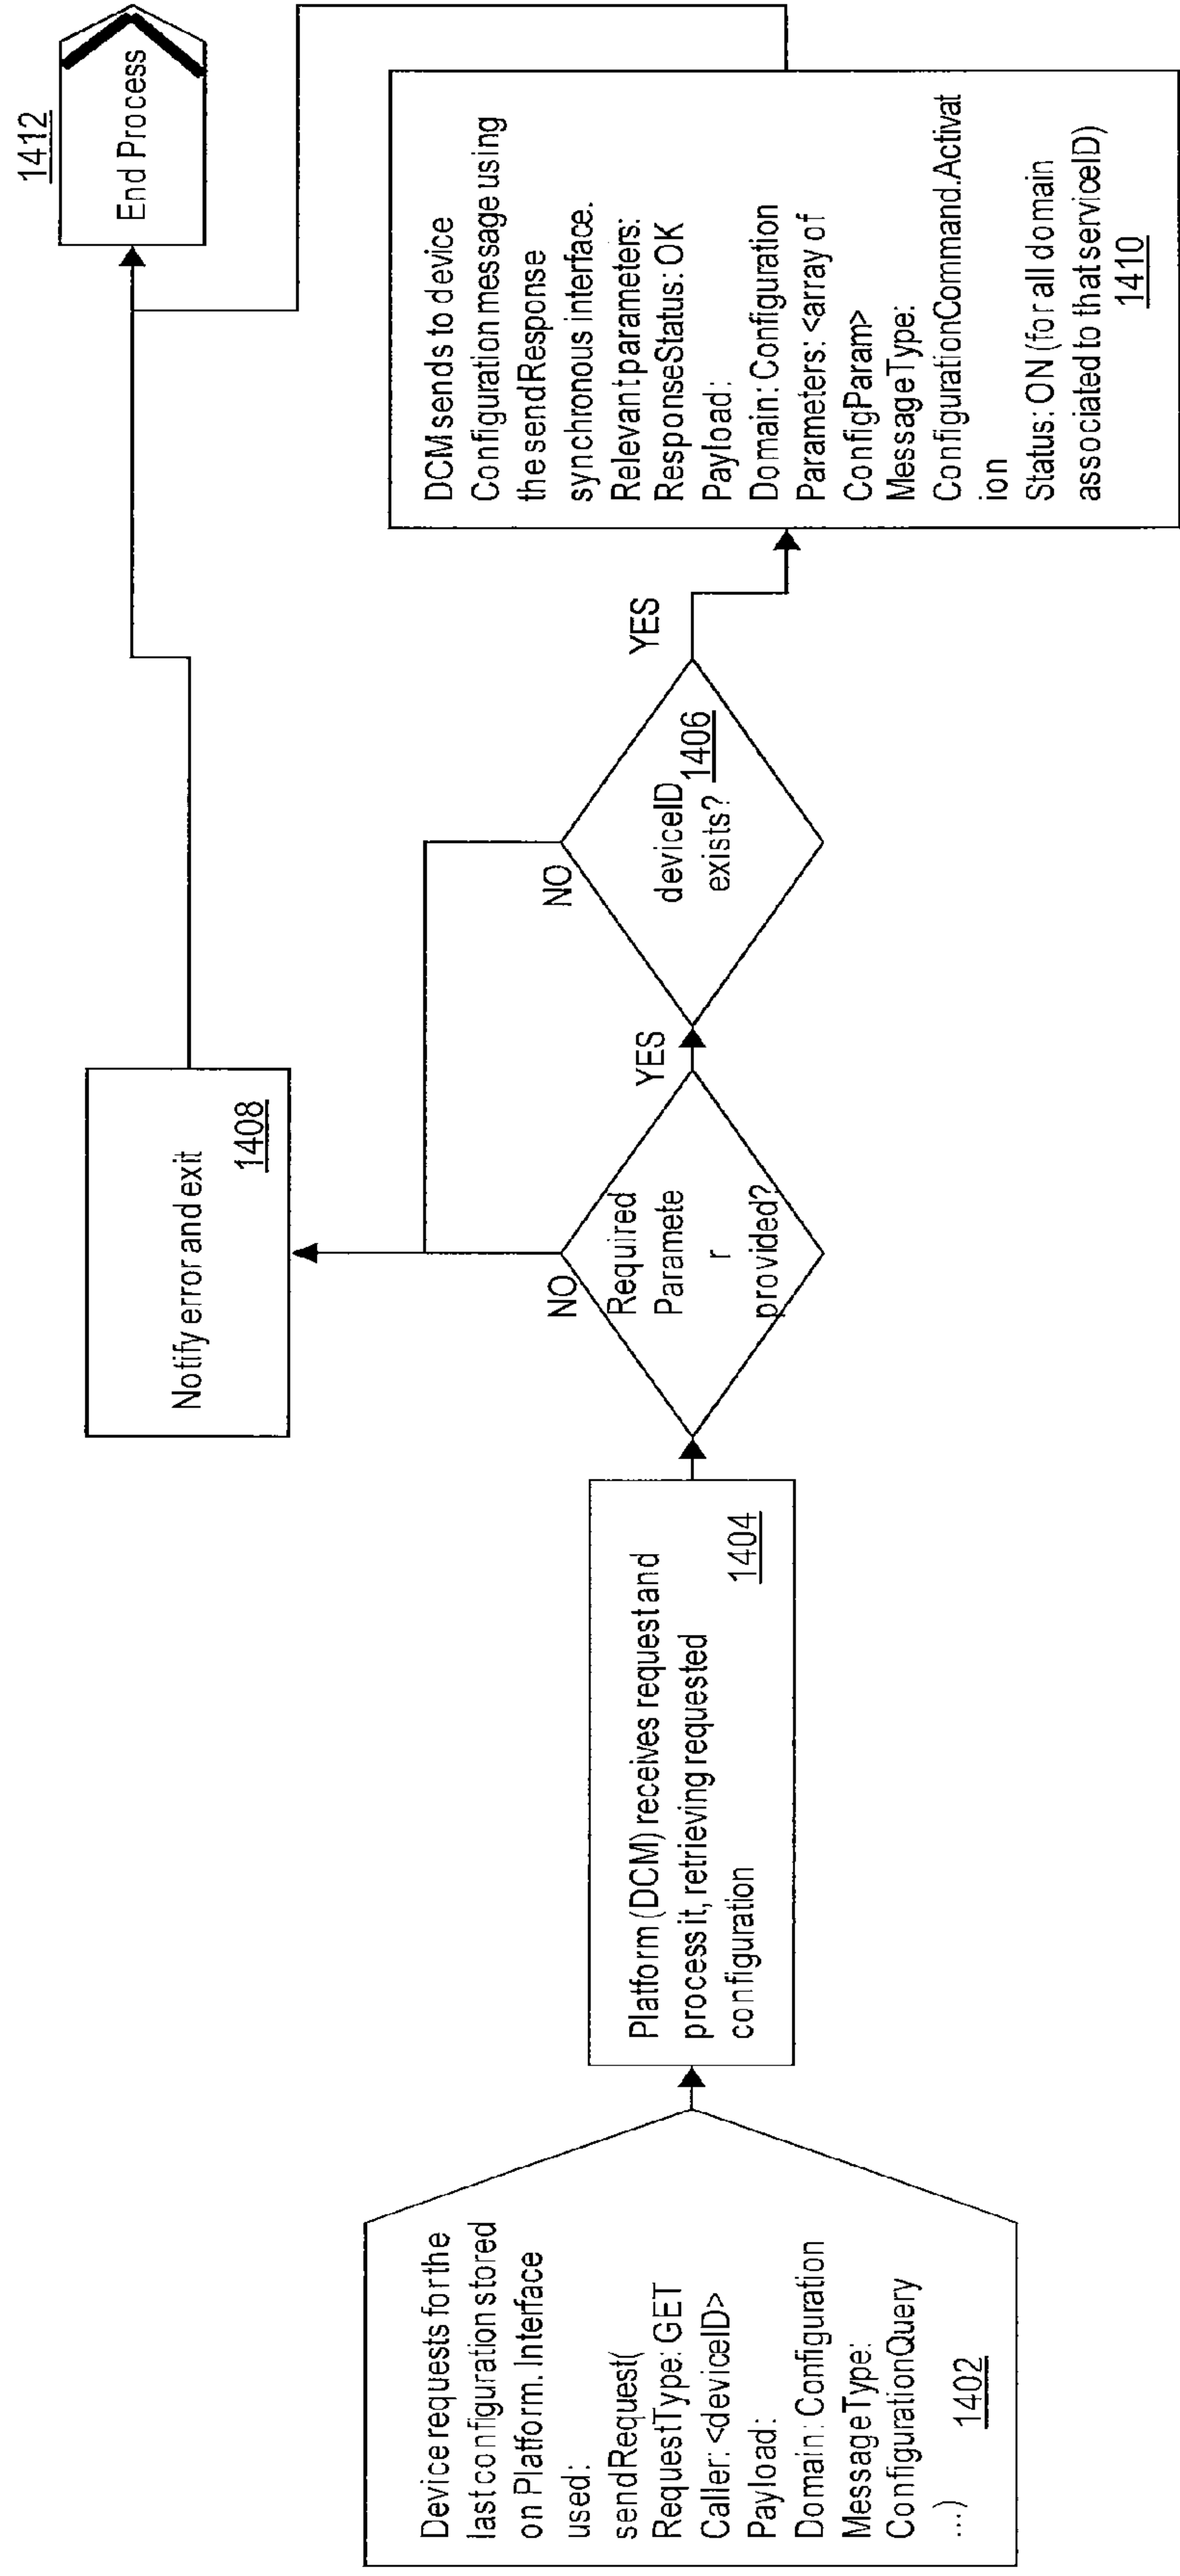 Device requests for the
last configuration stored
on Platform. Interface
used:
sendRequest(
RequestType: GET
Caller: <deviceID>
Payload:
Domain: Configuration
MessageType:
ConfigurationQuery
...)
1402
Platform (DCM) receives request and
process it, retrieving requested
configuration
1404
Required
Paramete
r
provided?
NO
YES
deviceID
exists?
1406
NO
YES
Notify error and exit
1408
DCM sends to device
Configuration message using
the sendResponse
synchronous interface.
Relevant parameters:
ResponseStatus: OK
Payload:
Domain: Configuration
Parameters: <array of
ConfigParam>
MessageType:
ConfigurationCommand.Activat
ion
Status: ON (for all domain
associated to that serviceID)
1410
End Process
1412